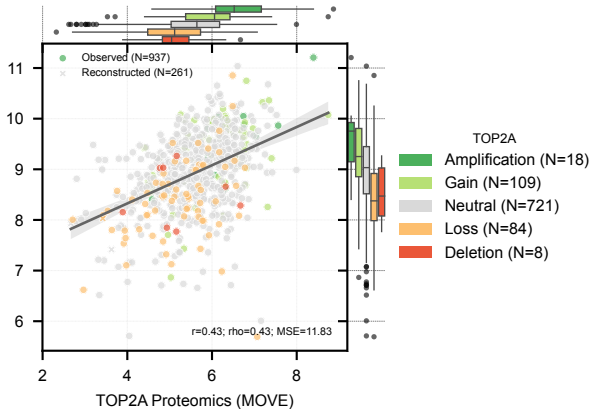 Observed (N=937)
Reconstructed (N=261)
11
10
9
8
7
6
r=0.43; rho=0.43; MSE=11.83
2
4
6
8
TOP2A Proteomics (MOVE)
TOP2A
Amplification (N=18)
Gain (N=109)
Neutral (N=721)
Loss (N=84)
Deletion (N=8)